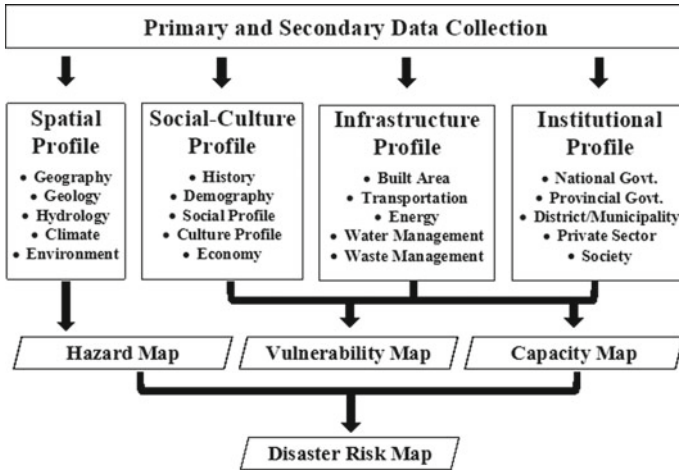 Primary and Secondary Data Collection
Spatial
Profile
• Geography
• Geology
• Hydrology
• Climate
• Environment
Social-Culture
Profile
• History
• Demography
• Social Profile
• Culture Profile
• Economy
Infrastructure
Profile
• Built Area
• Transportation
• Energy
• Water Management
• Waste Management
Institutional
Profile
• National Govt.
• Provincial Govt.
• District/Municipality
• Private Sector
• Society
Hazard Map
Vulnerability Map
Capacity Map
Disaster Risk Map